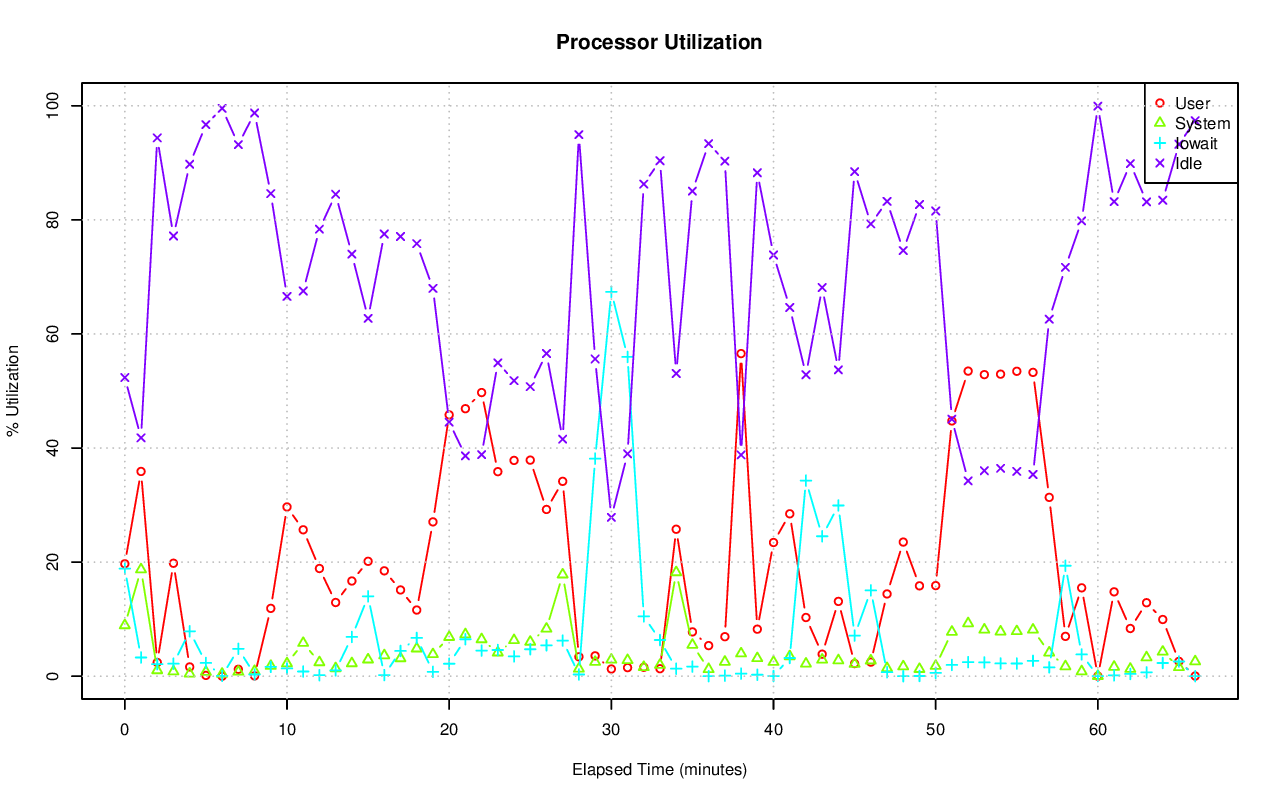 Processor Utilization
% Utilization
100
80
60
40
20
0
User
System
Iowait
Idle
0 10 20 30 40 50 60
Elapsed Time (minutes)